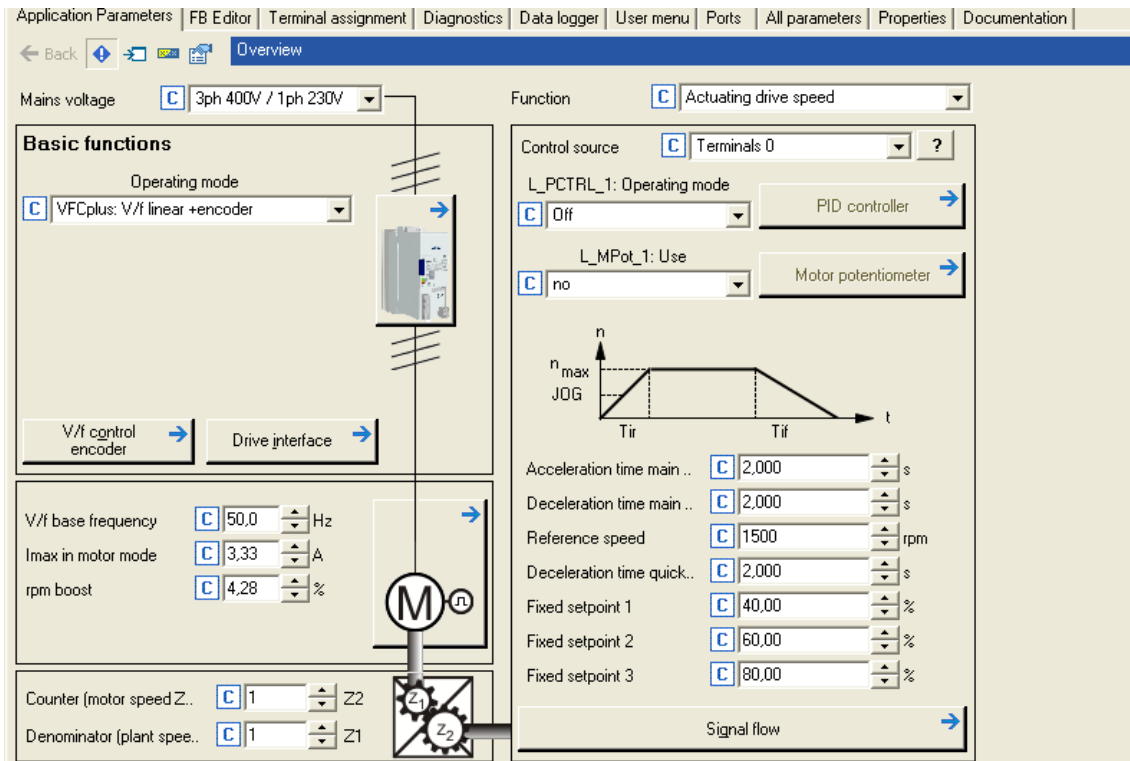 Application Parameters FB Editor Terminal assignment Diagnostics Data logger User menu Ports All parameters Properties Documentation
Back Overview
Mains voltage C 3ph 400V / 1ph 230V
Function C Actuating drive speed
Basic functions
Operating mode
C VFCplus: V/f linear +encoder
V/f control encoder
Drive interface
V/f base frequency C 50,0 Hz
Imax in motor mode C 3,33 A
rpm boost C 4,28 %
M
Counter (motor speed Z.. C 1 Z2
Denominator (plant spee.. C 1 Z1
Z1
Z2
Control source C Terminals 0 ?
L_PCTRL_1: Operating mode
C Off
PID controller
L_MPot_1: Use
C no
Motor potentiometer
n
nmax
JOG
t
Tir Tif
Acceleration time main .. C 2,000 s
Deceleration time main .. C 2,000 s
Reference speed C 1500 rpm
Deceleration time quick.. C 2,000 s
Fixed setpoint 1 C 40,00 %
Fixed setpoint 2 C 60,00 %
Fixed setpoint 3 C 80,00 %
Signal flow